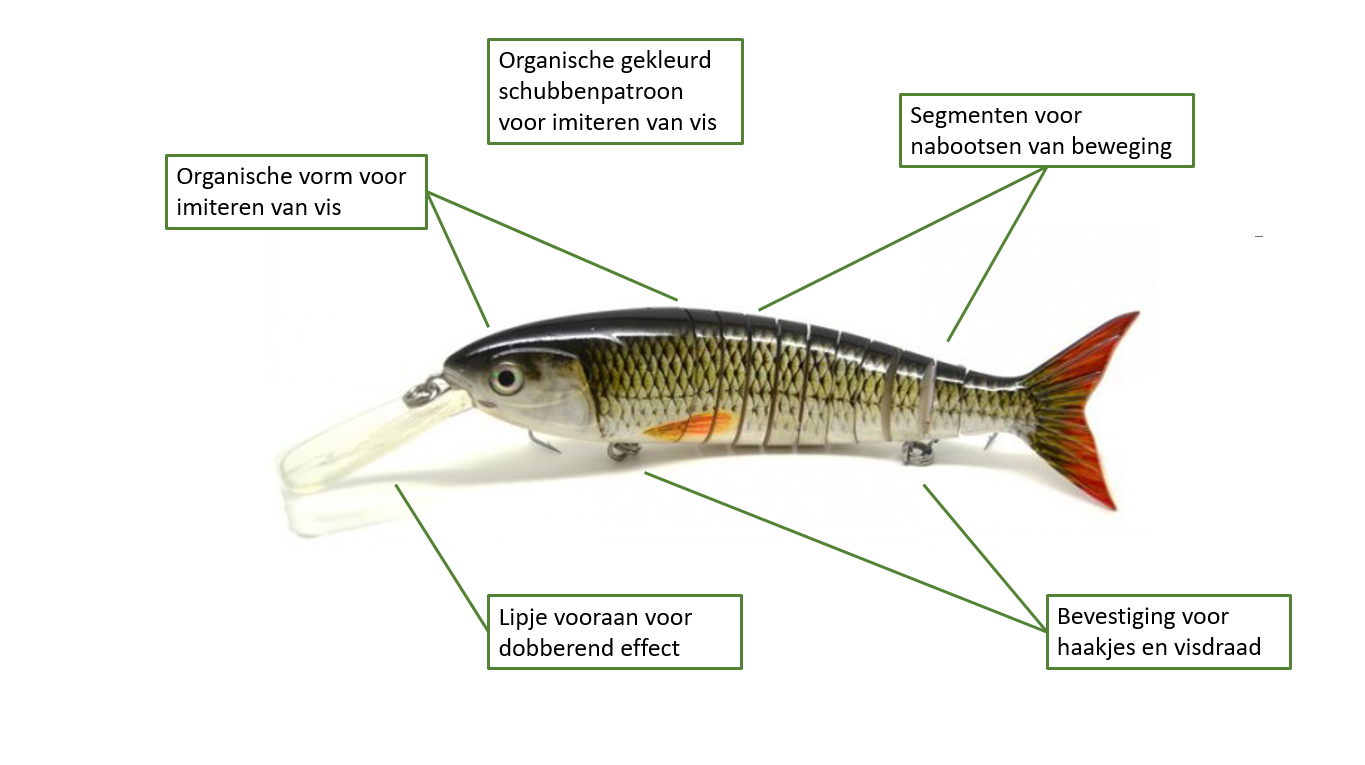 Organische gekleurd
schubbenpatroon
voor imiteren van vis
Segmenten voor
nabootsen van beweging
Organische vorm voor
imiteren van vis
Lipje vooraan voor
dobberend effect
Bevestiging voor
haakjes en visdraad